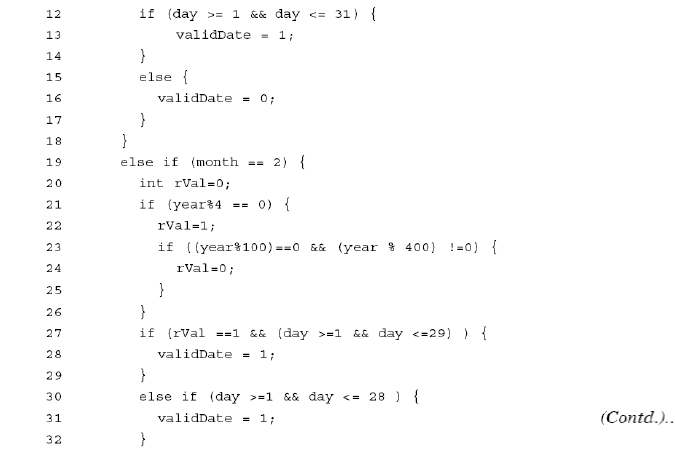 12 if (day >= 1 && day <= 31) {
13 validDate = 1;
14 }
15 else {
16 validDate = 0;
17 }
18 }
19 else if (month == 2) {
20 int rVal=0;
21 if (year%4 == 0) {
22 rVal=1;
23 if ((year%100)==0 && (year % 400) !=0) {
24 rVal=0;
25 }
26 }
27 if (rVal ==1 && (day >=1 && day <=29) ) {
28 validDate = 1;
29 }
30 else if (day >=1 && day <= 28 ) {
31 validDate = 1; (Contd.)..
32 }